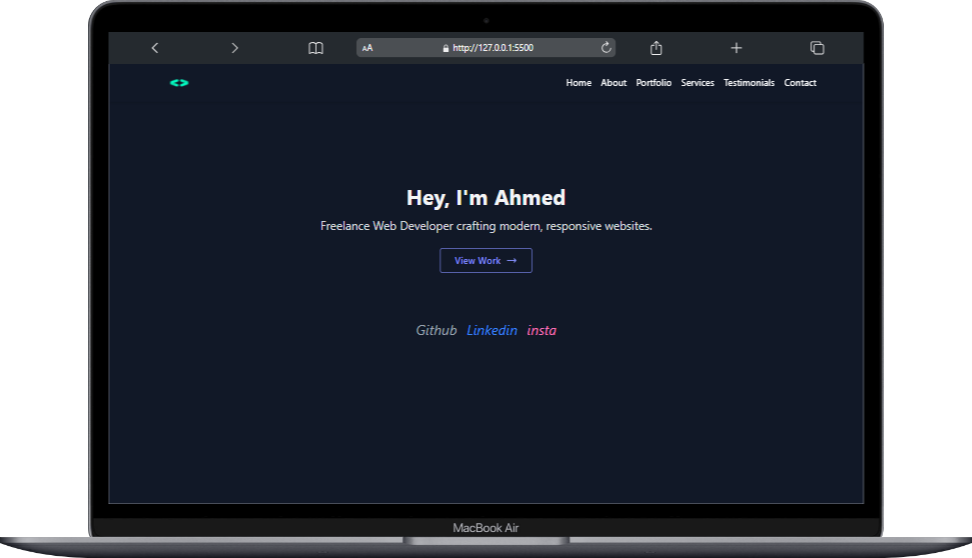 AA http://127.0.0.1:5500
<> Home About Portfolio Services Testimonials Contact
Hey, I'm Ahmed
Freelance Web Developer crafting modern, responsive websites.
View Work →
Github Linkedin insta
MacBook Air